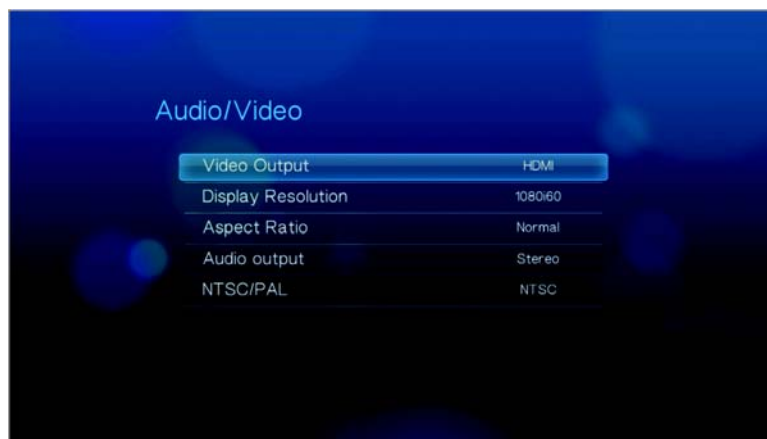 Audio/Video
Video Output HDMI
Display Resolution 1080i60
Aspect Ratio Normal
Audio output Stereo
NTSC/PAL NTSC